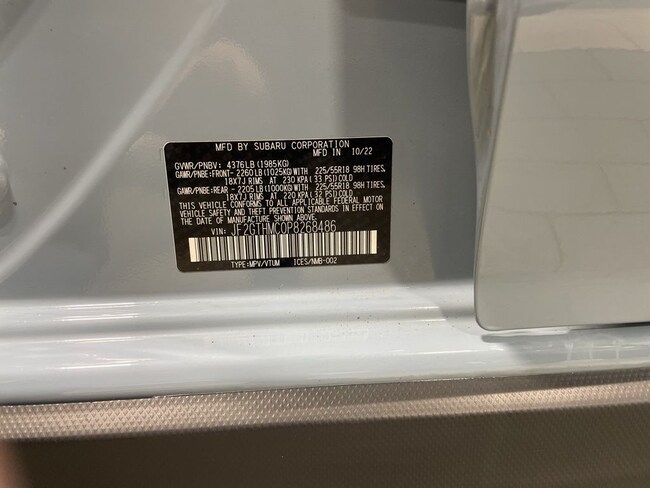 MFD BY SUBARU CORPORATION
MFD IN 10/22
GVWR/PNBV: 4376LB(1985KG)
GAWR/PNBE:FRONT- 2260LB(1025KG)WITH 225/55R18 98H TIRES,
18X7J RIMS AT 230 KPA(33 PSI)COLD
GAWR/PNBE:REAR - 2205LB(1000KG)WITH 225/55R18 98H TIRES,
18X7J RIMS AT 220 KPA(32 PSI)COLD
THIS VEHICLE CONFORMS TO ALL APPLICABLE FEDERAL MOTOR
VEHICLE SAFETY AND THEFT PREVENTION STANDARDS IN EFFECT ON
THE DATE OF MANUFACTURE SHOWN ABOVE.
VIN: JF2GTHMC0P8268486
TYPE:MPV/VTUM ICES/NMB-002